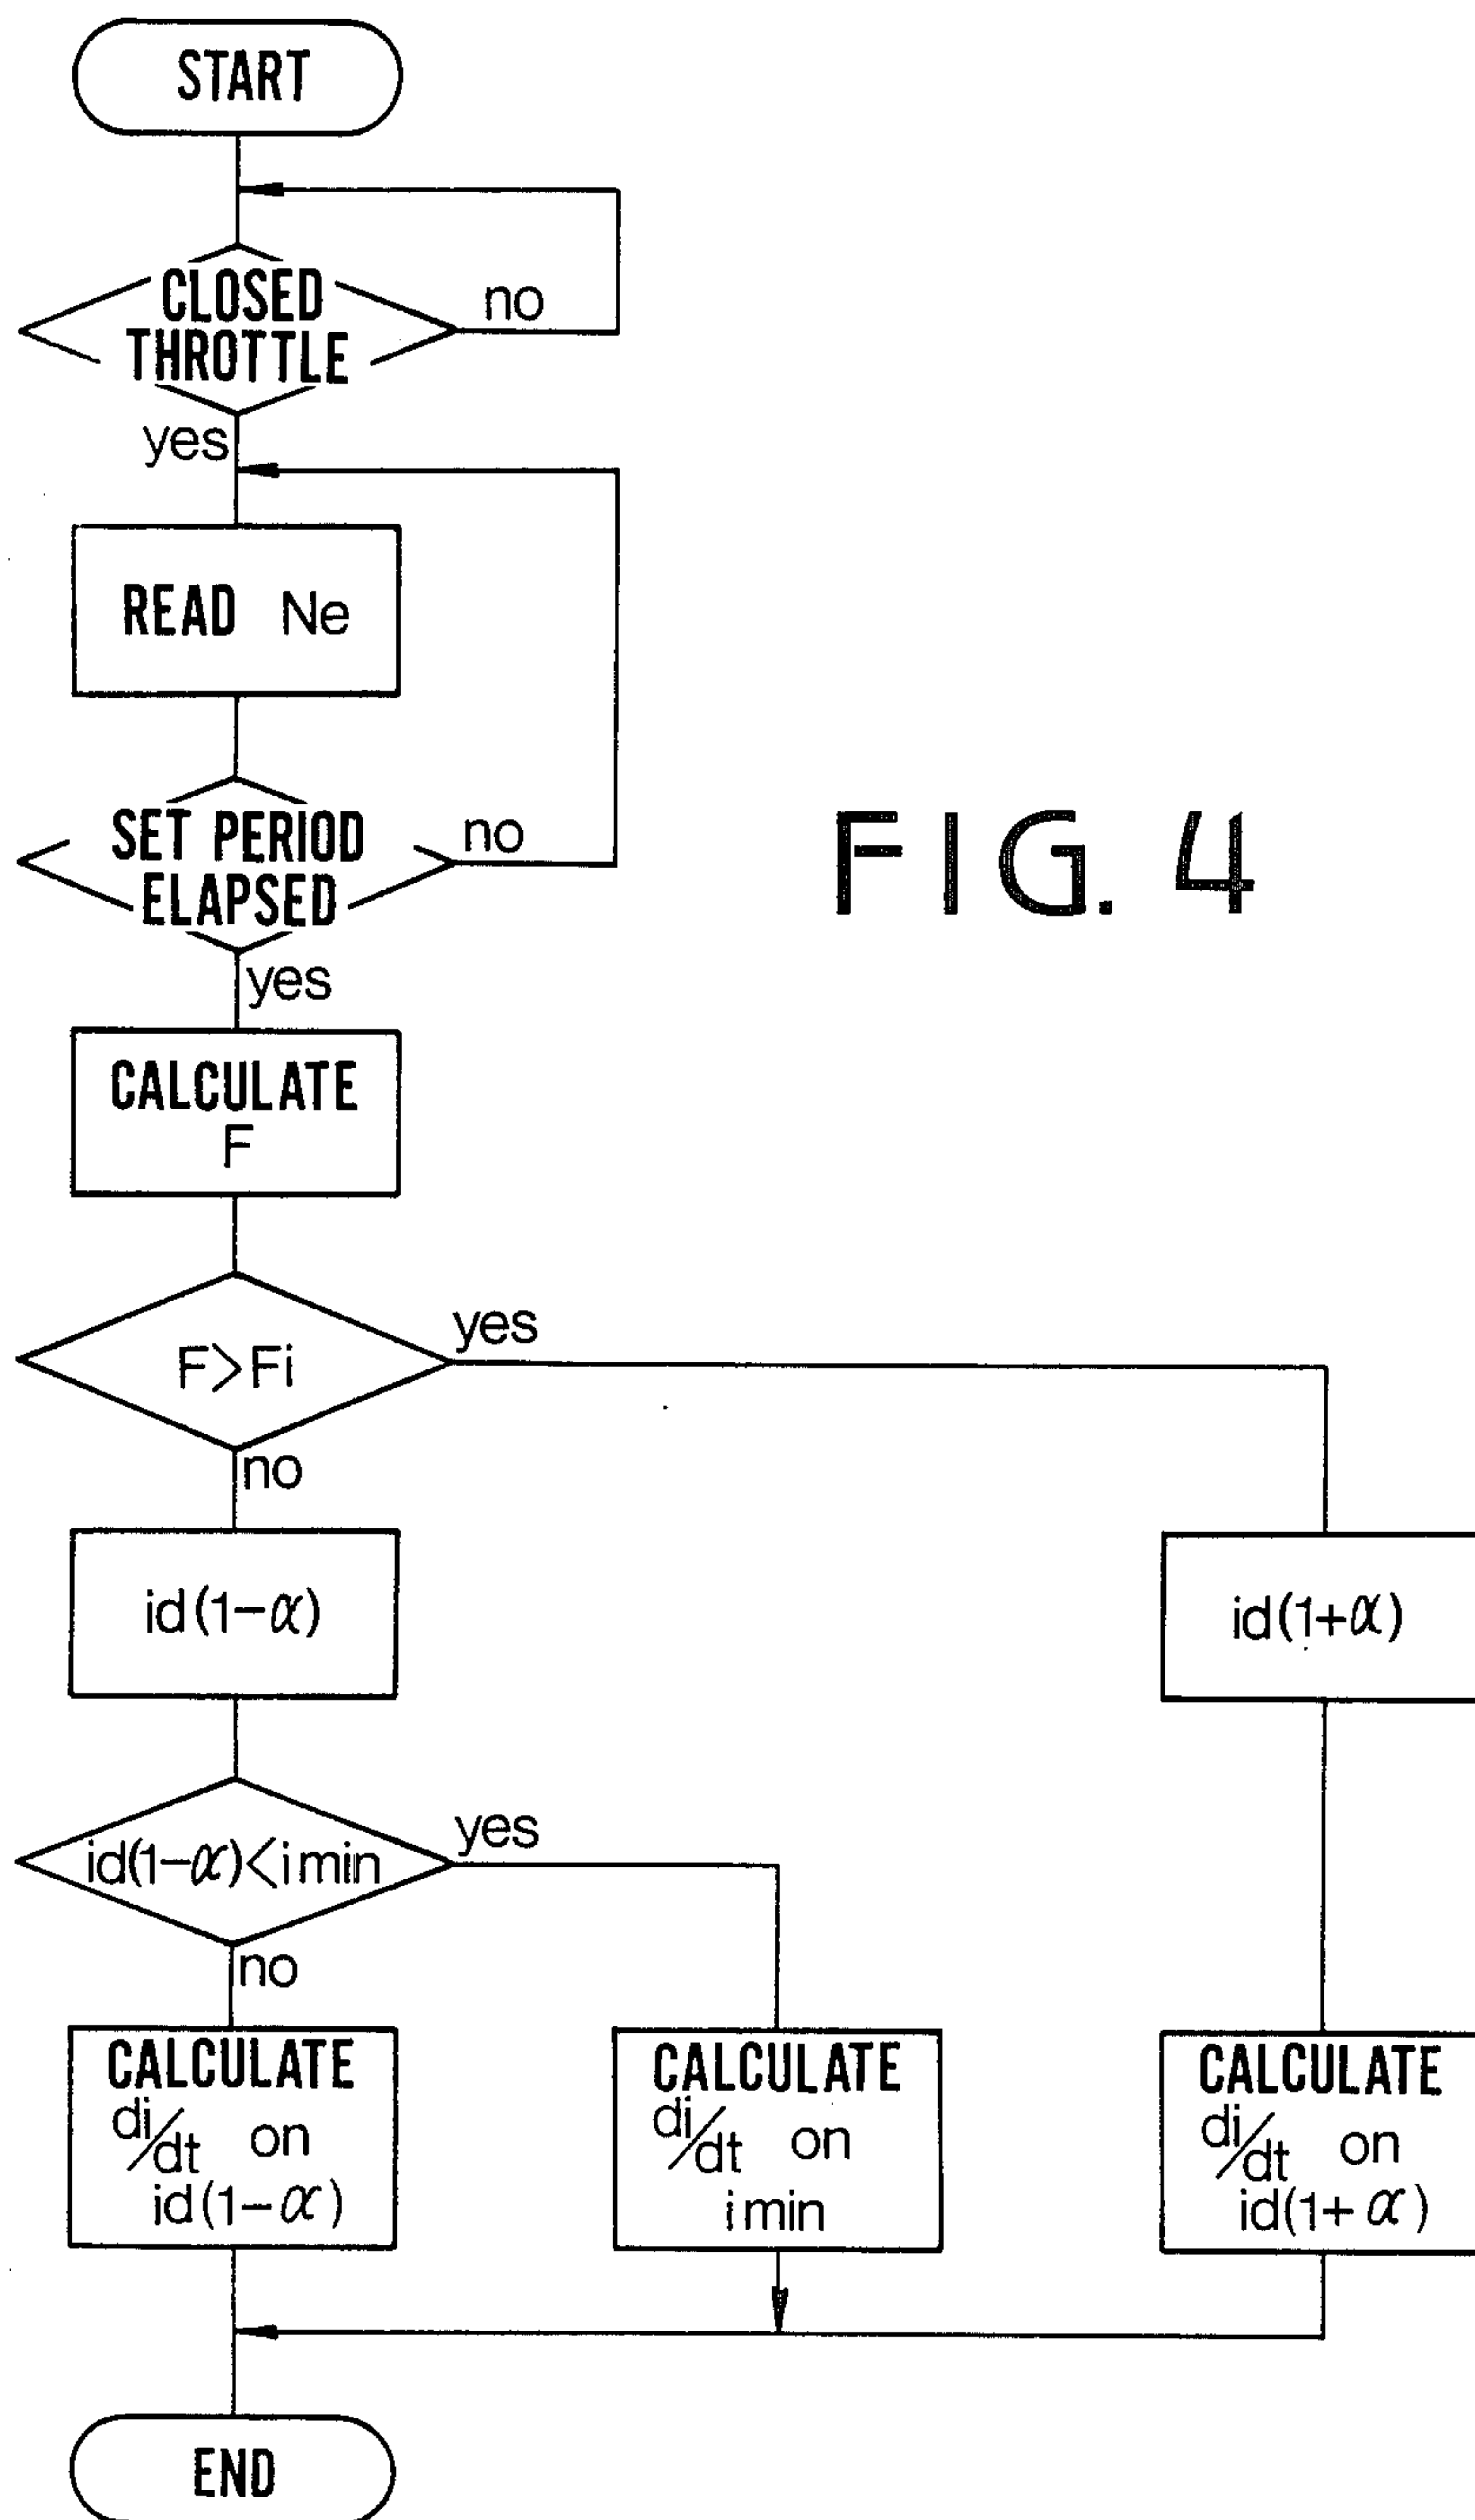 START
CLOSED
THROTTLE
no
yes
READ Ne
SET PERIOD
ELAPSED
no
yes
FIG. 4
CALCULATE
F
F>Fi
yes
no
id(1-α)
id(1+α)
id(1-α)<imin
yes
no
CALCULATE
di/dt on
id(1-α)
CALCULATE
di/dt on
imin
CALCULATE
di/dt on
id(1+α)
END